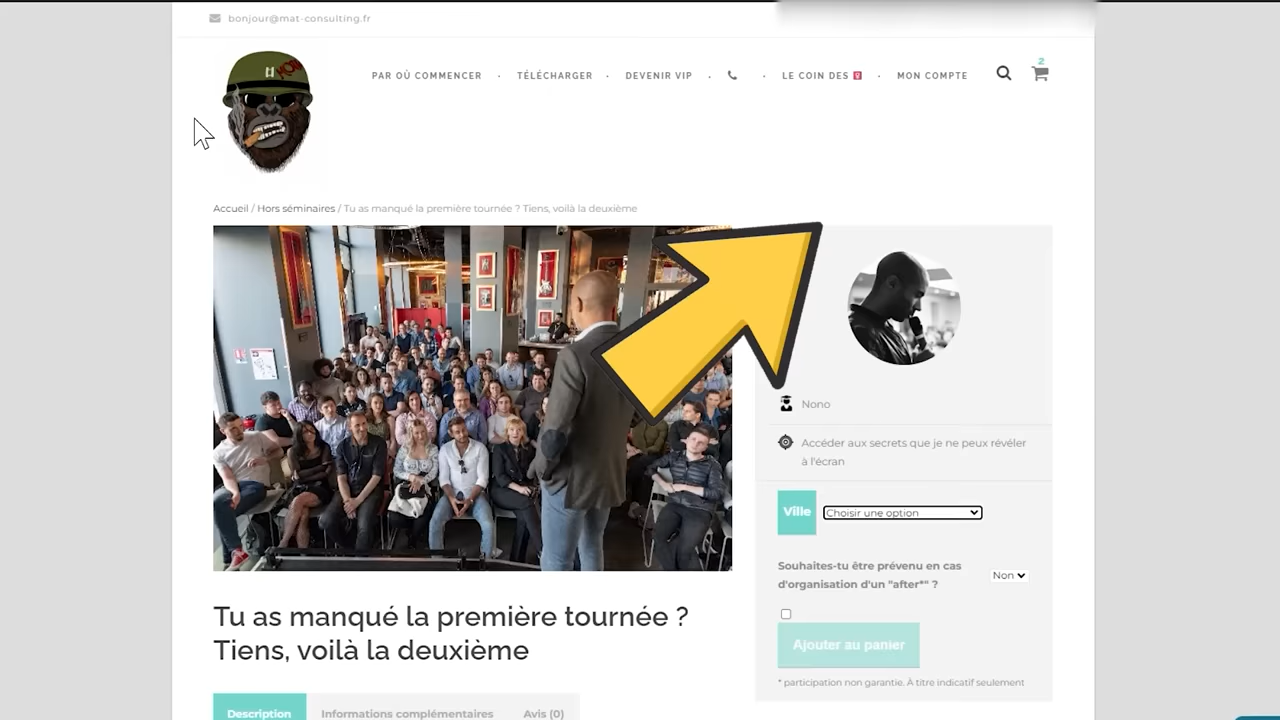 bonjour@mat-consulting.fr
PAR OÙ COMMENCER · TÉLÉCHARGER · DEVENIR VIP · · LE COIN DES · MON COMPTE
2
Accueil / Hors séminaires / Tu as manqué la première tournée ? Tiens, voilà la deuxième
Nono
Accéder aux secrets que je ne peux révéler
à l'écran
Ville
Choisir une option
Souhaites-tu être prévenu en cas
d'organisation d'un "after*" ?
Non
Ajouter au panier
* participation non garantie. À titre indicatif seulement
Tu as manqué la première tournée ?
Tiens, voilà la deuxième
Description
Informations complémentaires
Avis (0)